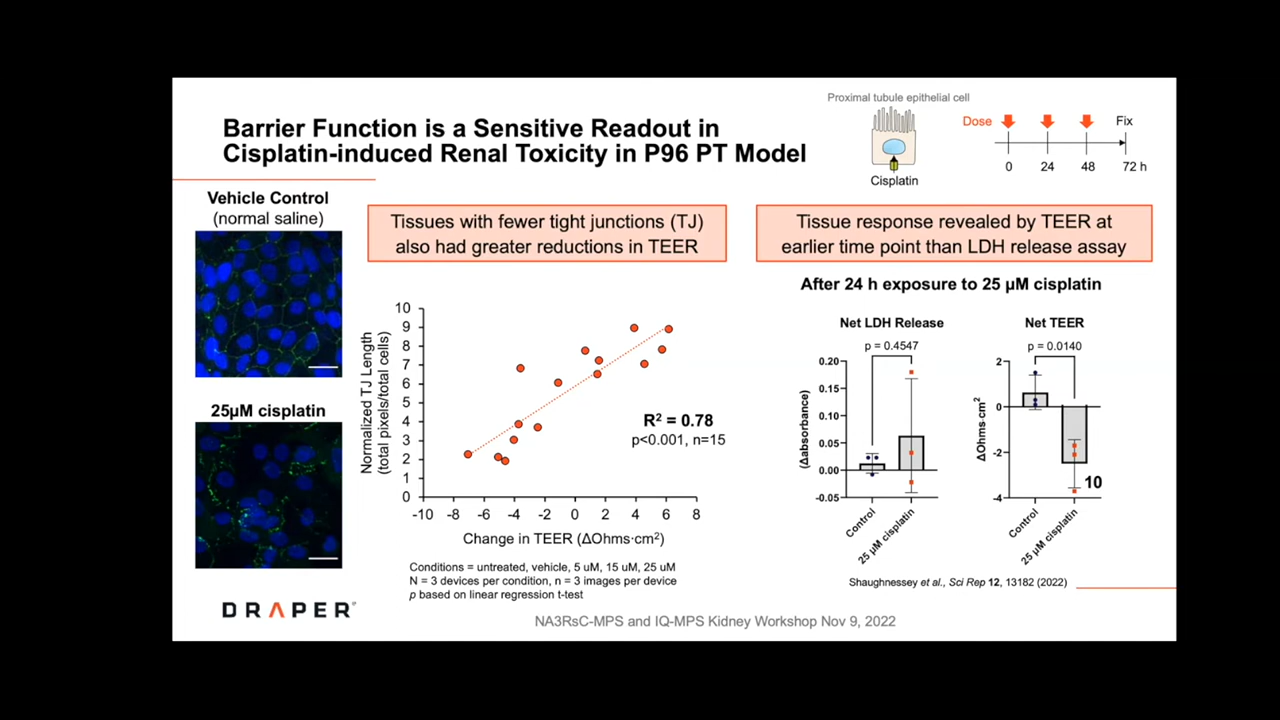 Barrier Function is a Sensitive Readout in
Cisplatin-induced Renal Toxicity in P96 PT Model
Proximal tubule epithelial cell
Cisplatin
Dose
Fix
0
24
48
72 h
Vehicle Control
(normal saline)
25µM cisplatin
Tissues with fewer tight junctions (TJ)
also had greater reductions in TEER
Normalized TJ Length
(total pixels/total cells)
10
9
8
7
6
5
4
3
2
1
0
-10 -8 -6 -4 -2 0 2 4 6 8
R² = 0.78
p<0.001, n=15
Change in TEER (ΔOhms·cm²)
Conditions = untreated, vehicle, 5 uM, 15 uM, 25 uM
N = 3 devices per condition, n = 3 images per device
p based on linear regression t-test
Tissue response revealed by TEER at
earlier time point than LDH release assay
After 24 h exposure to 25 µM cisplatin
Net LDH Release
p = 0.4547
(Δabsorbance)
0.20
0.15
0.10
0.05
0.00
-0.05
Control
25 µM cisplatin
Net TEER
p = 0.0140
ΔOhms·cm²
2
0
-2
-4
10
Control
25 µM cisplatin
Shaughnessey et al., Sci Rep 12, 13182 (2022)
DRAPER
NA3RsC-MPS and IQ-MPS Kidney Workshop Nov 9, 2022